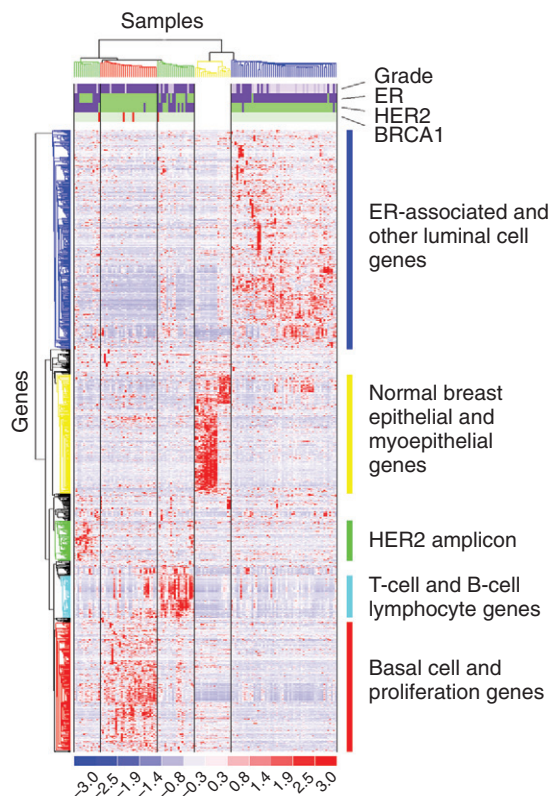 Samples
Grade
ER
HER2
BRCA1
ER-associated and
other luminal cell
genes
Genes
Normal breast
epithelial and
myoepithelial
genes
HER2 amplicon
T-cell and B-cell
lymphocyte genes
Basal cell and
proliferation genes
–3.0 –2.5 –1.9 –1.4 –0.8 –0.3 0.3 0.8 1.4 1.9 2.5 3.0